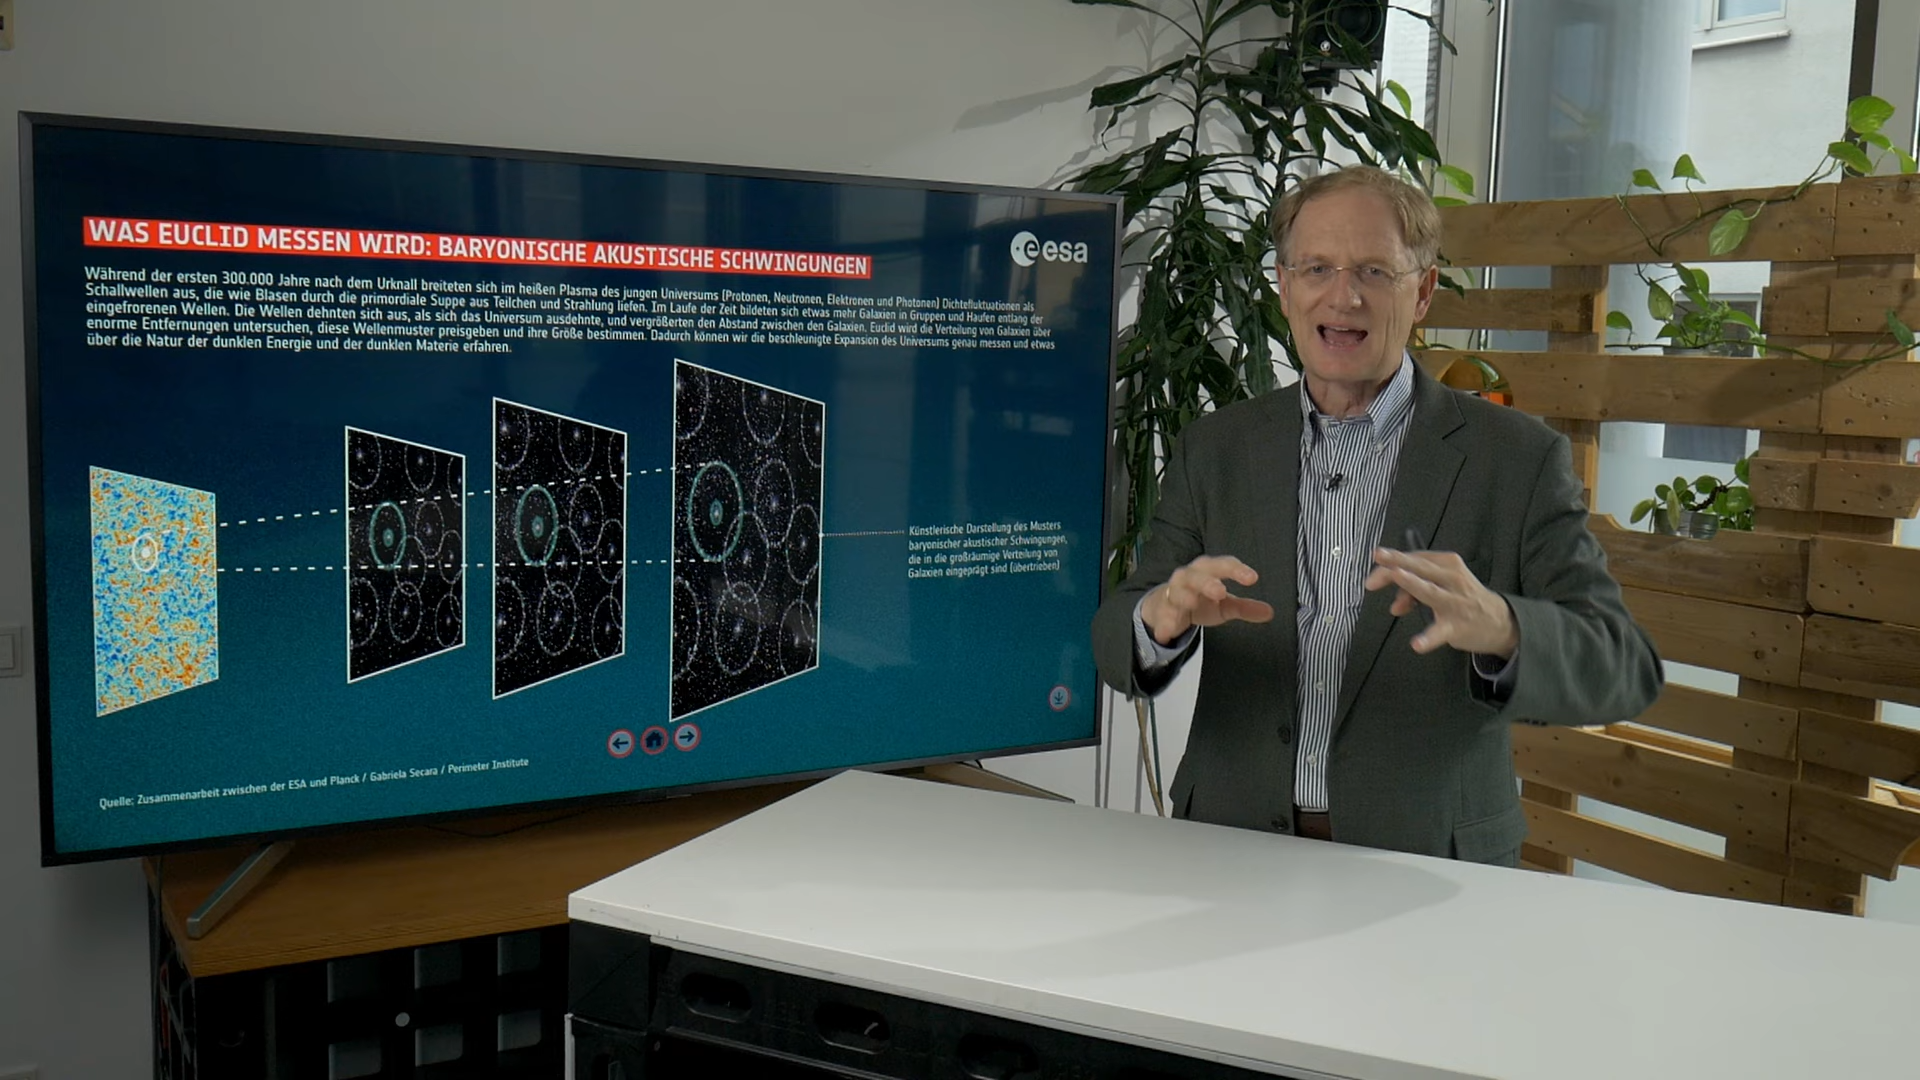 WAS EUCLID MESSEN WIRD: BARYONISCHE AKUSTISCHE SCHWINGUNGEN
esa
Während der ersten 300.000 Jahre nach dem Urknall breiteten sich im heißen Plasma des jungen Universums (Protonen, Neutronen, Elektronen und Photonen) Dichtefluktuationen als
Schallwellen aus, die wie Blasen durch die primordiale Suppe aus Teilchen und Strahlung liefen. Im Laufe der Zeit bildeten sich etwas mehr Galaxien in Gruppen und Haufen entlang der
eingefrorenen Wellen. Die Wellen dehnten sich aus, als sich das Universum ausdehnte, und vergrößerten den Abstand zwischen den Galaxien. Euclid wird die Verteilung von Galaxien über
enorme Entfernungen untersuchen, diese Wellenmuster preisgeben und ihre Größe bestimmen. Dadurch können wir die beschleunigte Expansion des Universums genau messen und etwas
über die Natur der dunklen Energie und der dunklen Materie erfahren.
Künstlerische Darstellung des Musters
baryonischer akustischer Schwingungen,
die in die großräumige Verteilung von
Galaxien eingeprägt sind (übertrieben)
Quelle: Zusammenarbeit zwischen der ESA und Planck / Gabriela Secara / Perimeter Institute